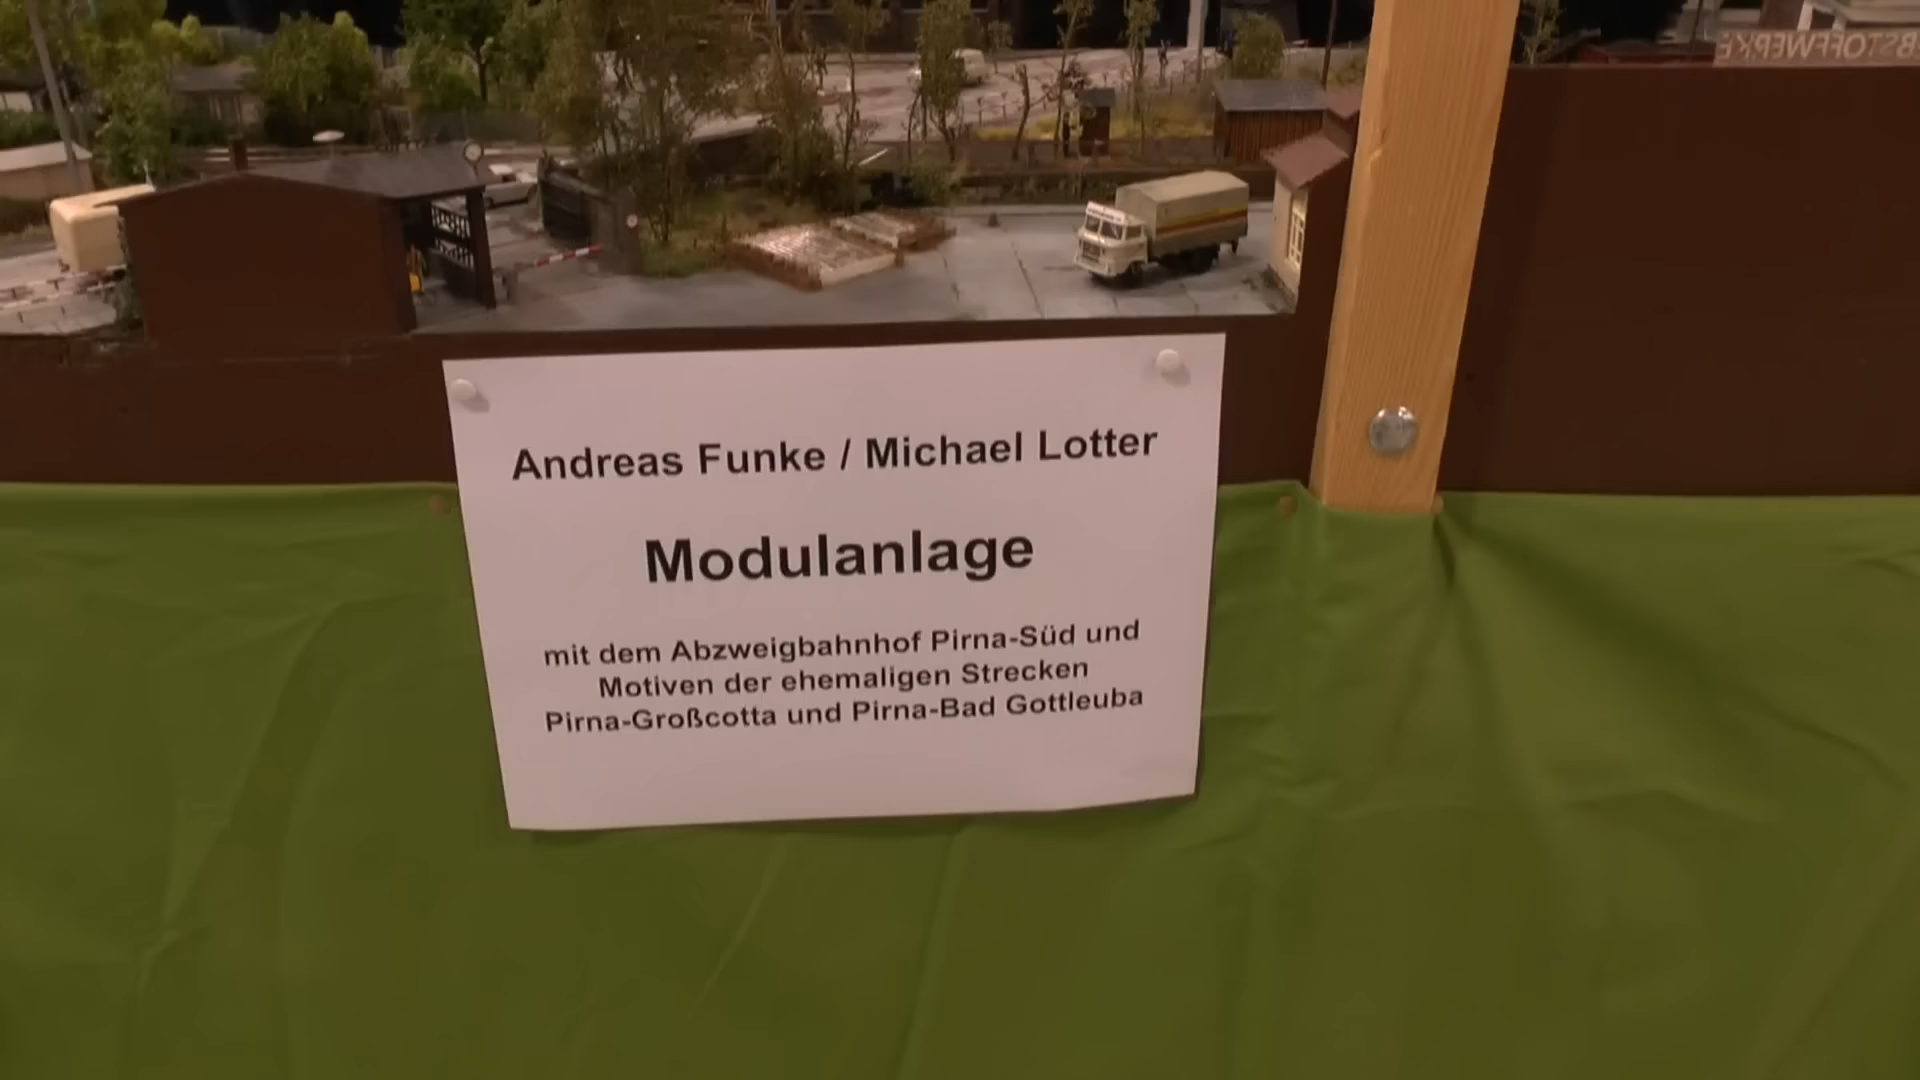 BSTOFFWERKE
Andreas Funke / Michael Lotter
Modulanlage
mit dem Abzweigbahnhof Pirna-Süd und
Motiven der ehemaligen Strecken
Pirna-Großcotta und Pirna-Bad Gottleuba